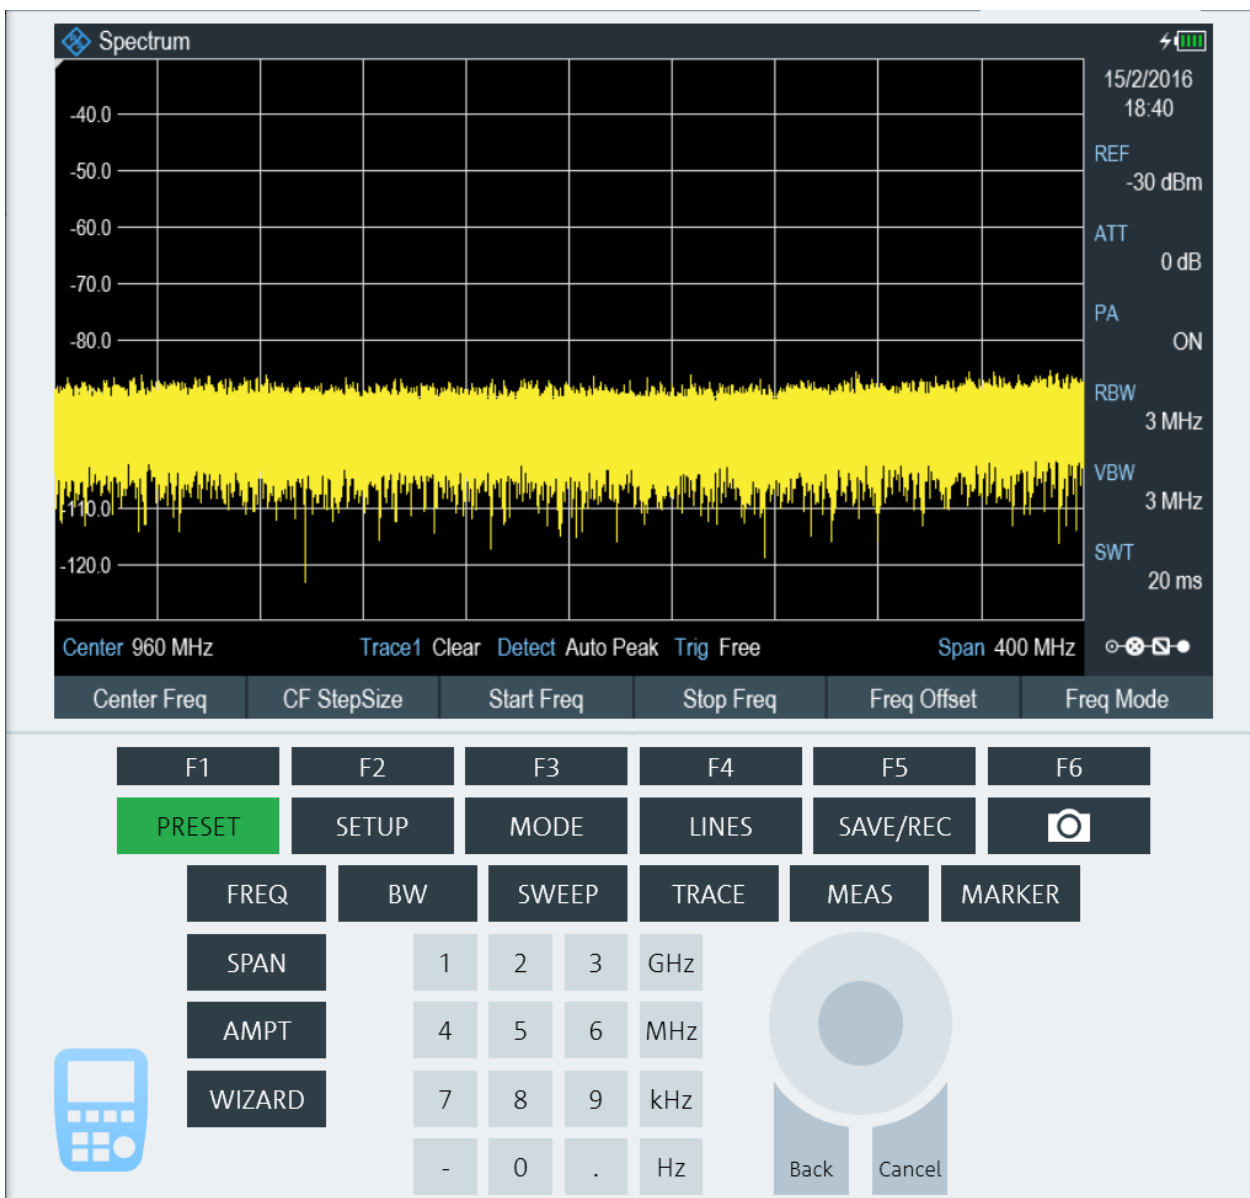 Spectrum
15/2/2016
18:40
-40.0
-50.0
-60.0
-70.0
-80.0
-110.0
-120.0
REF
-30 dBm
ATT
0 dB
PA
ON
RBW
3 MHz
VBW
3 MHz
SWT
20 ms
Center 960 MHz Trace1 Clear Detect Auto Peak Trig Free Span 400 MHz
Center Freq CF StepSize Start Freq Stop Freq Freq Offset Freq Mode
F1 F2 F3 F4 F5 F6
PRESET SETUP MODE LINES SAVE/REC
FREQ BW SWEEP TRACE MEAS MARKER
SPAN 1 2 3 GHz
AMPT 4 5 6 MHz
WIZARD 7 8 9 kHz
- 0 . Hz Back Cancel